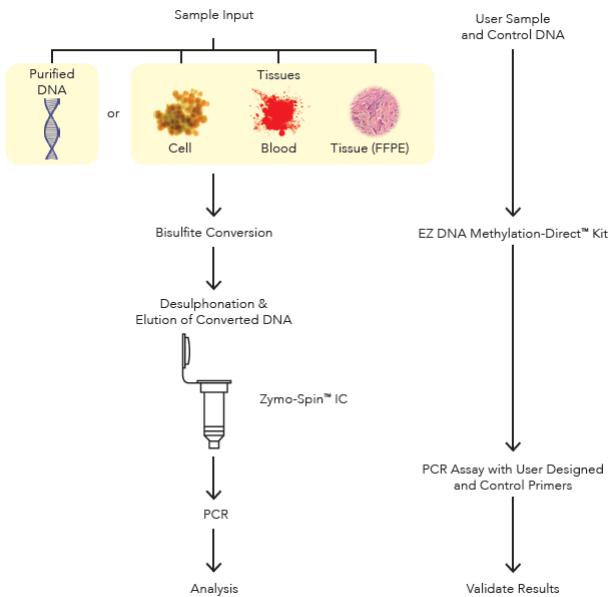 Sample Input
Purified
DNA
or
Tissues
Cell
Blood
Tissue (FFPE)
Bisulfite Conversion
Desulphonation &
Elution of Converted DNA
Zymo-Spin™ IC
PCR
Analysis
User Sample
and Control DNA
EZ DNA Methylation-Direct™ Kit
PCR Assay with User Designed
and Control Primers
Validate Results